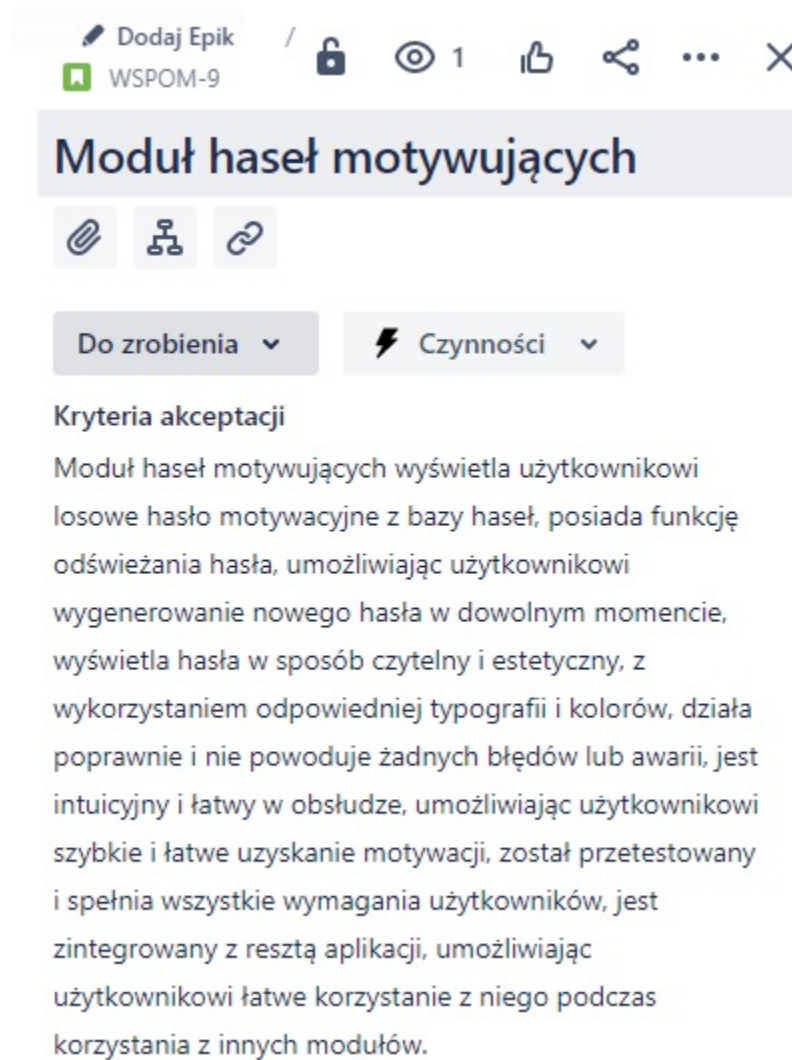 Dodaj Epik /
WSPOM-9
1
Moduł haseł motywujących
Do zrobienia
Czynności
Kryteria akceptacji
Moduł haseł motywujących wyświetla użytkownikowi
losowe hasło motywacyjne z bazy haseł, posiada funkcję
odświeżania hasła, umożliwiając użytkownikowi
wygenerowanie nowego hasła w dowolnym momencie,
wyświetla hasła w sposób czytelny i estetyczny, z
wykorzystaniem odpowiedniej typografii i kolorów, działa
poprawnie i nie powoduje żadnych błędów lub awarii, jest
intuicyjny i łatwy w obsłudze, umożliwiając użytkownikowi
szybkie i łatwe uzyskanie motywacji, został przetestowany
i spełnia wszystkie wymagania użytkowników, jest
zintegrowany z resztą aplikacji, umożliwiając
użytkownikowi łatwe korzystanie z niego podczas
korzystania z innych modułów.